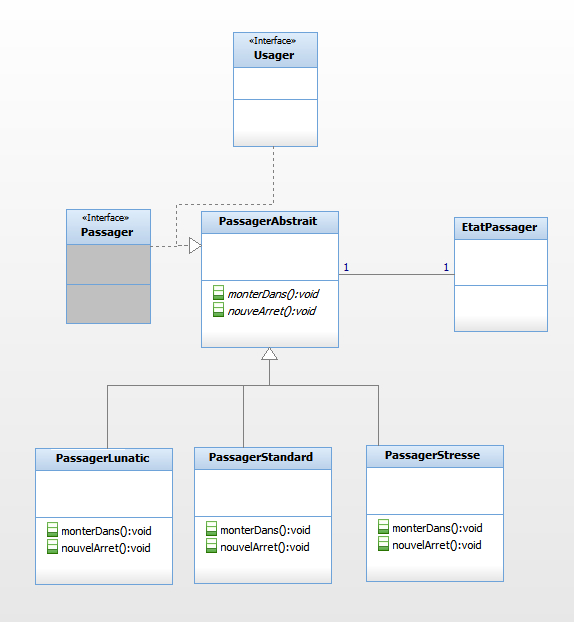 «Interface»
Usager
«Interface»
Passager
PassagerAbstrait
monterDans():void
nouveArret():void
1
1
EtatPassager
PassagerLunatic
monterDans():void
nouvelArret():void
PassagerStandard
monterDans():void
nouvelArret():void
PassagerStresse
monterDans():void
nouvelArret():void